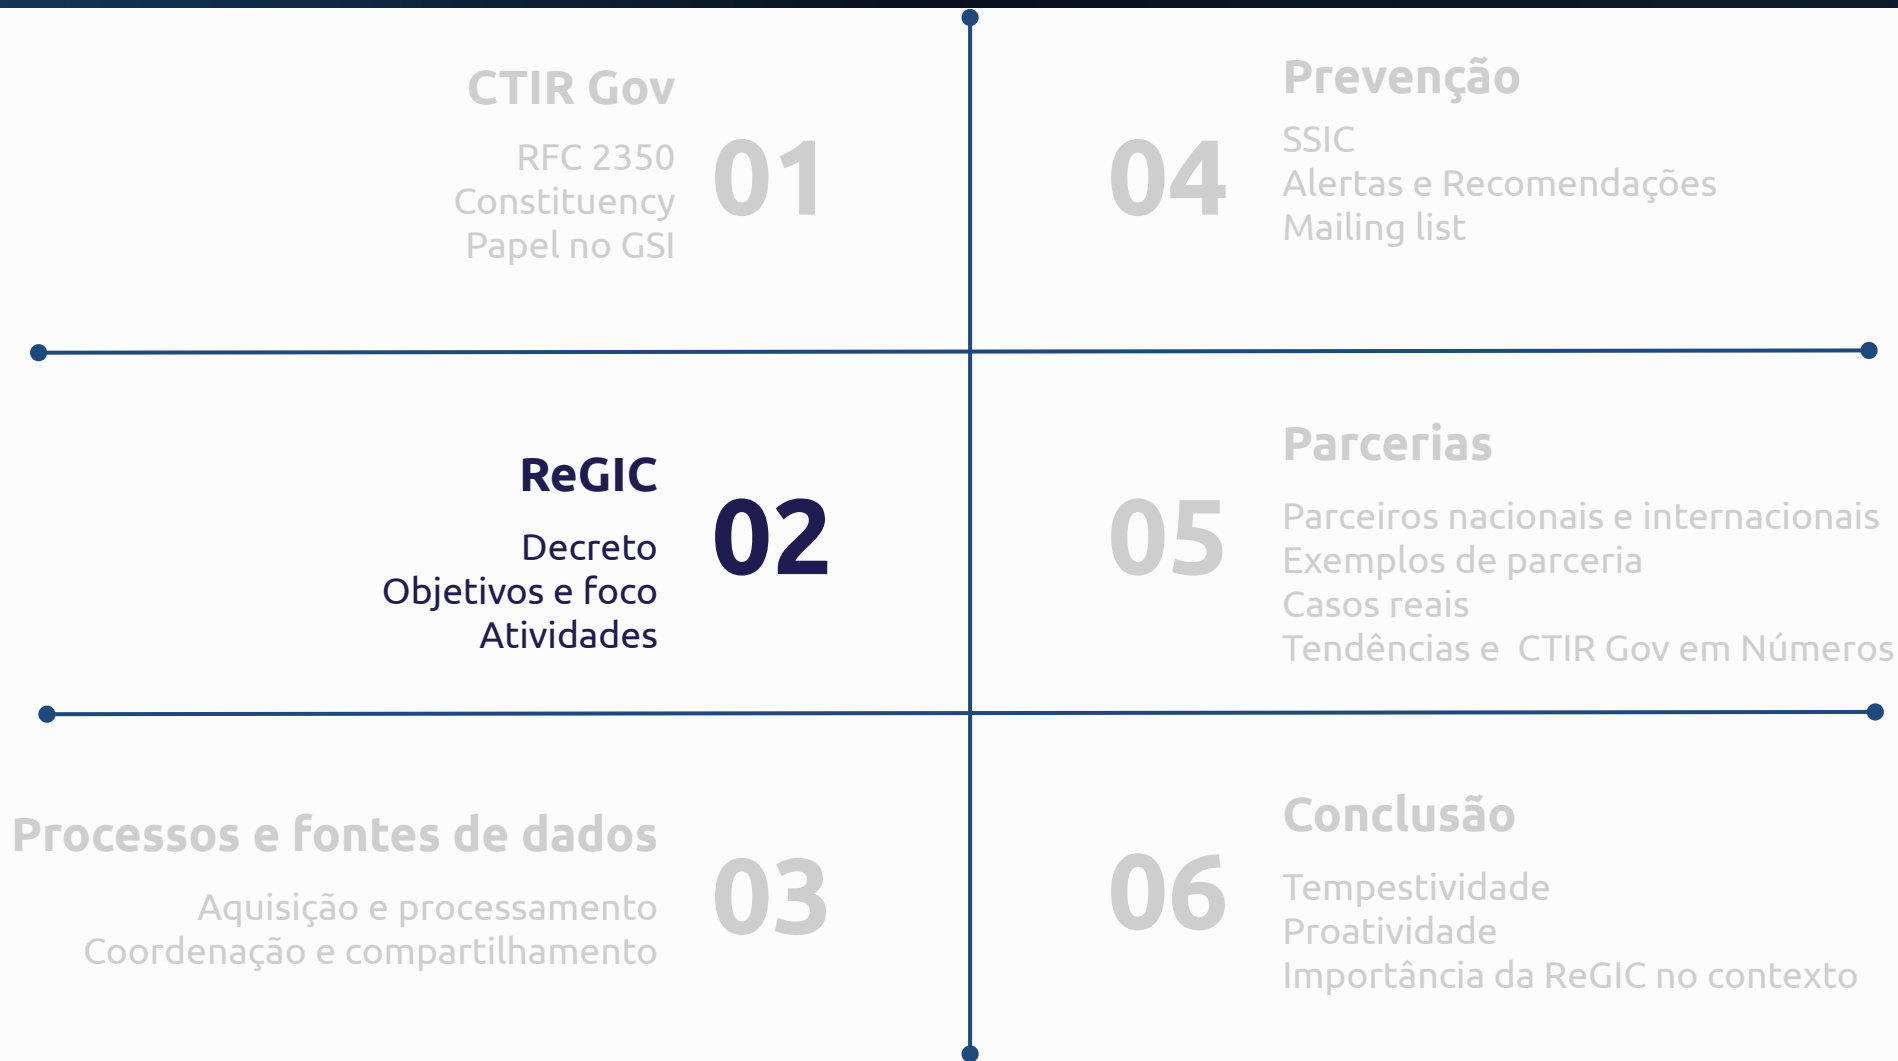 CTIR Gov
01
RFC 2350
Constituency
Papel no GSI
ReGIC
02
Decreto
Objetivos e foco
Atividades
Processos e fontes de dados
03
Aquisição e processamento
Coordenação e compartilhamento
Prevenção
04
SSIC
Alertas e Recomendações
Mailing list
Parcerias
05
Parceiros nacionais e internacionais
Exemplos de parceria
Casos reais
Tendências e  CTIR Gov em Números
Conclusão
06
Tempestividade
Proatividade
Importância da ReGIC no contexto